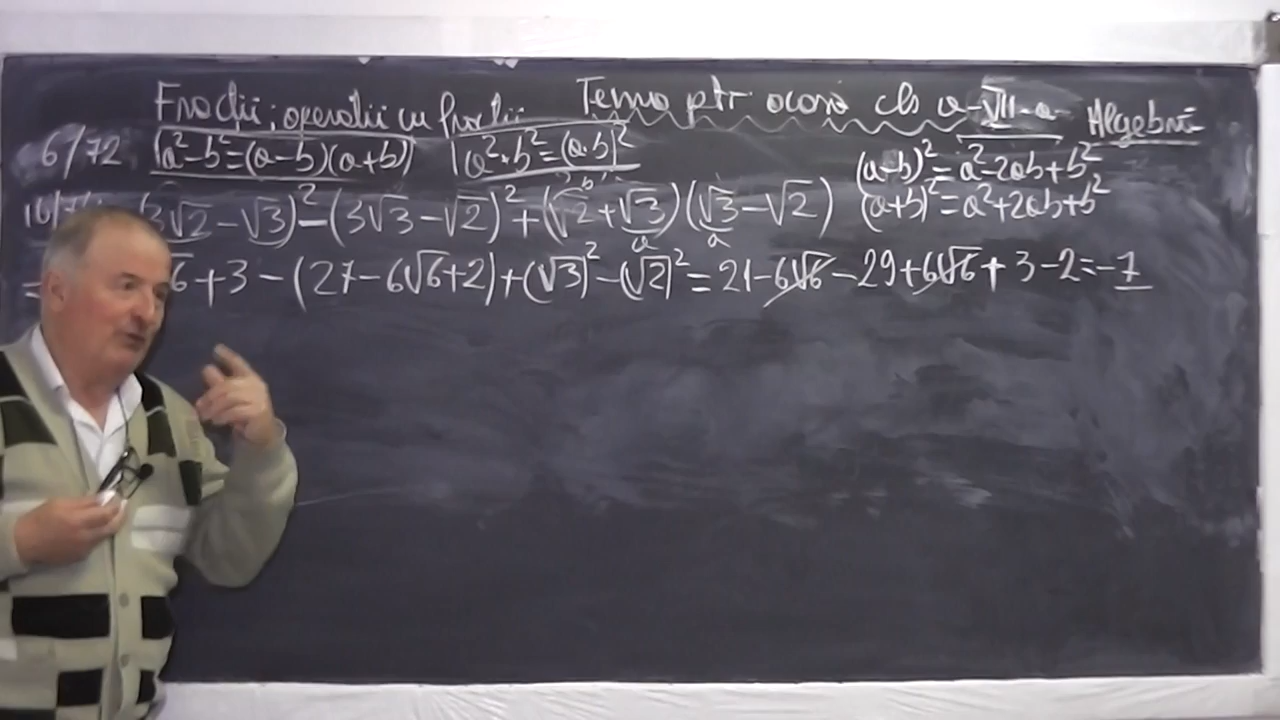 Fracții; operații cu fracții Tema ptr. acasă cls a-VII-a Algebră
6/72 a²-b²=(a-b)(a+b) a²·b²=(a·b)² (a-b)²=a²-2ab+b²
(a+b)²=a²+2ab+b²
(3√2-√3)²-(3√3-√2)²+(√2+√3)(√3-√2)
b a a
= 6+3-(27-6√6+2)+(√3)²-(√2)²=21-6√6-29+6√6+3-2=-7